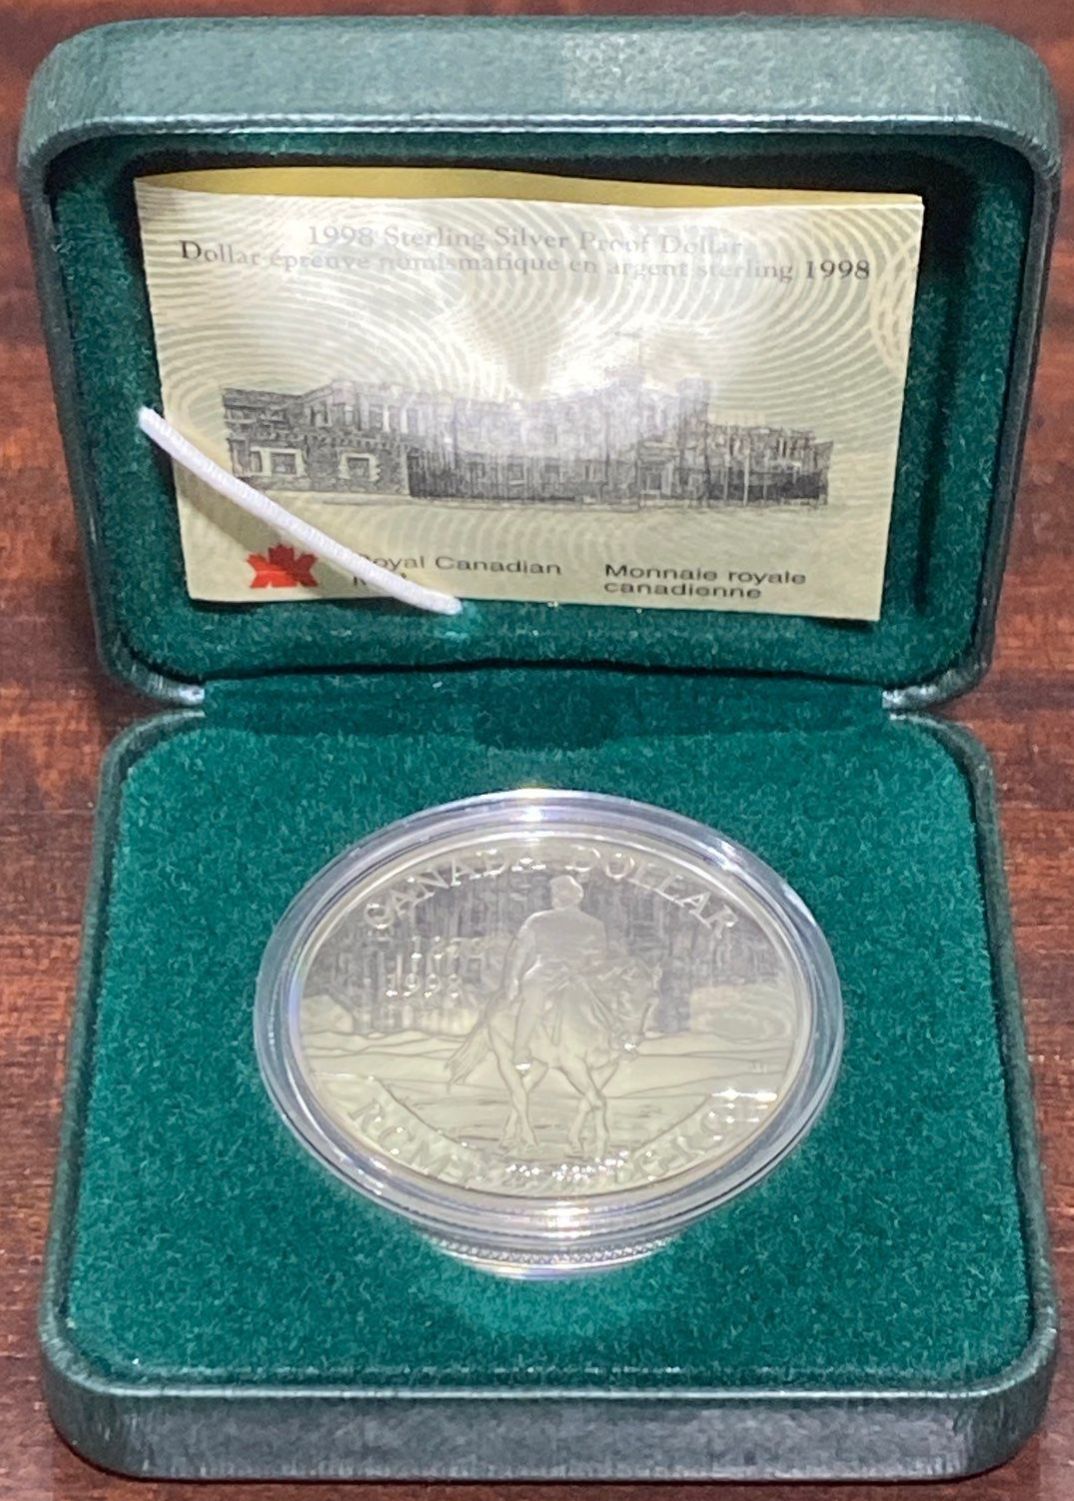 1998 Sterling Silver Proof Dollar
Dollar épreuve numismatique en argent sterling 1998
Royal Canadian
Monnaie royale
canadienne
CANADA DOLLAR
1998